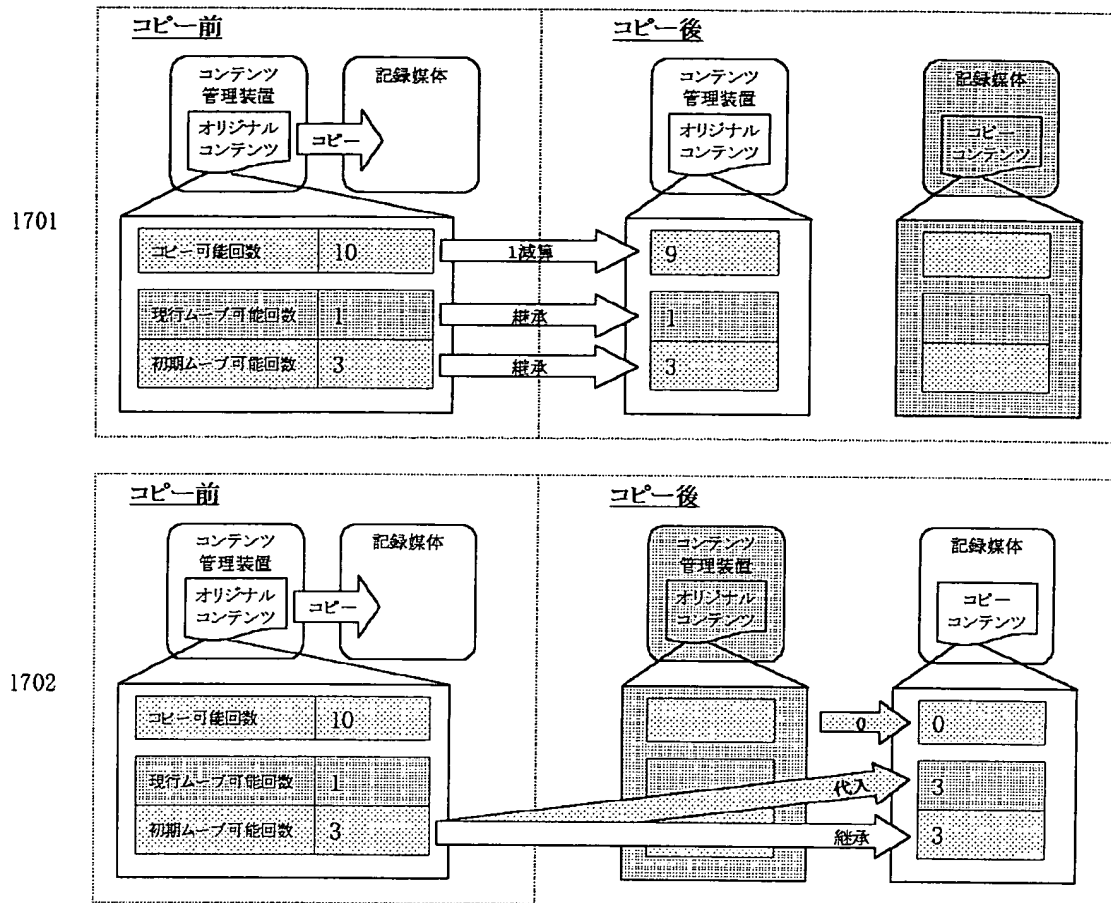 コピー前
コピー後
コンテンツ
管理装置
記録媒体
オリジナル
コンテンツ
コピー
コンテンツ
管理装置
オリジナル
コンテンツ
記録媒体
コピー
コンテンツ
1701
コピー可能回数 10
1減算
9
現行ムーブ可能回数 1
継承
1
初期ムーブ可能回数 3
継承
3
コピー前
コピー後
コンテンツ
管理装置
記録媒体
オリジナル
コンテンツ
コピー
コンテンツ
管理装置
オリジナル
コンテンツ
記録媒体
コピー
コンテンツ
1702
コピー可能回数 10
0
0
現行ムーブ可能回数 1
代入
3
初期ムーブ可能回数 3
継承
3